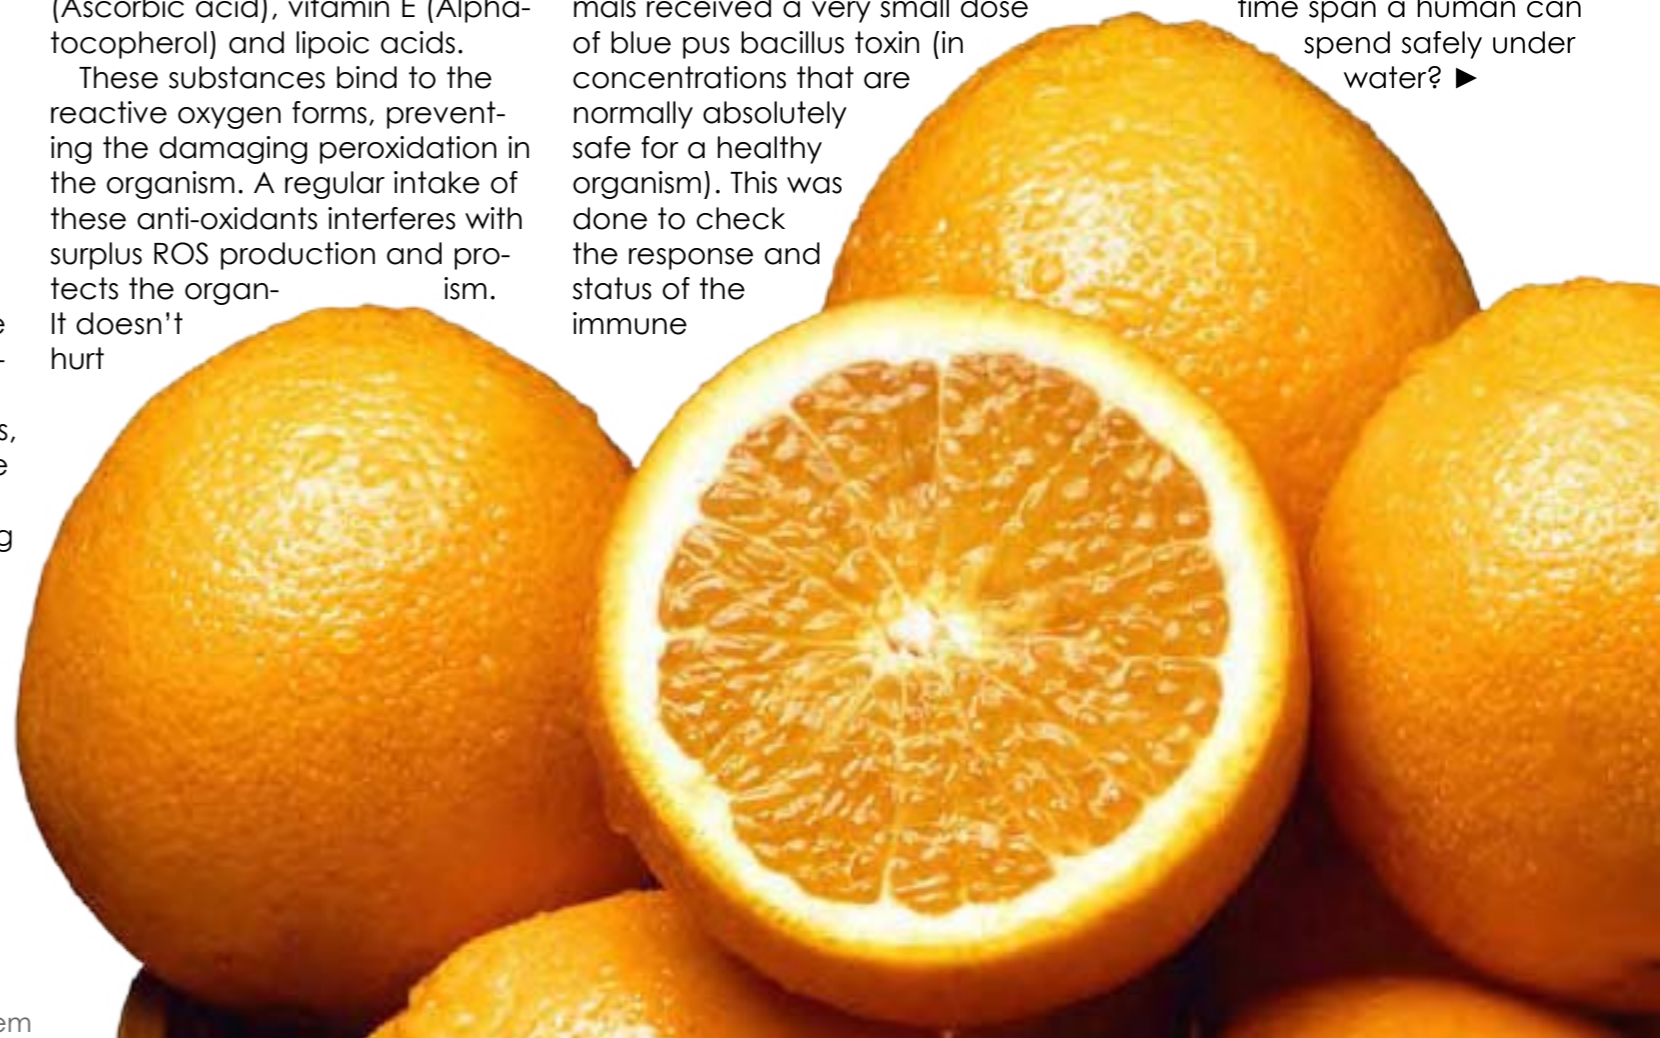 (Ascorbic acid), vitamin E (Alpha-
tocopherol) and lipoic acids.
These substances bind to the
reactive oxygen forms, prevent-
ing the damaging peroxidation in
the organism. A regular intake of
these anti-oxidants interferes with
surplus ROS production and pro-
tects the organ- ism.
It doesn’t
hurt
mals received a very small dose
of blue pus bacillus toxin (in
concentrations that are
normally absolutely
safe for a healthy
organism). This was
done to check
the response and
status of the
immune
time span a human can
spend safely under
water? ►